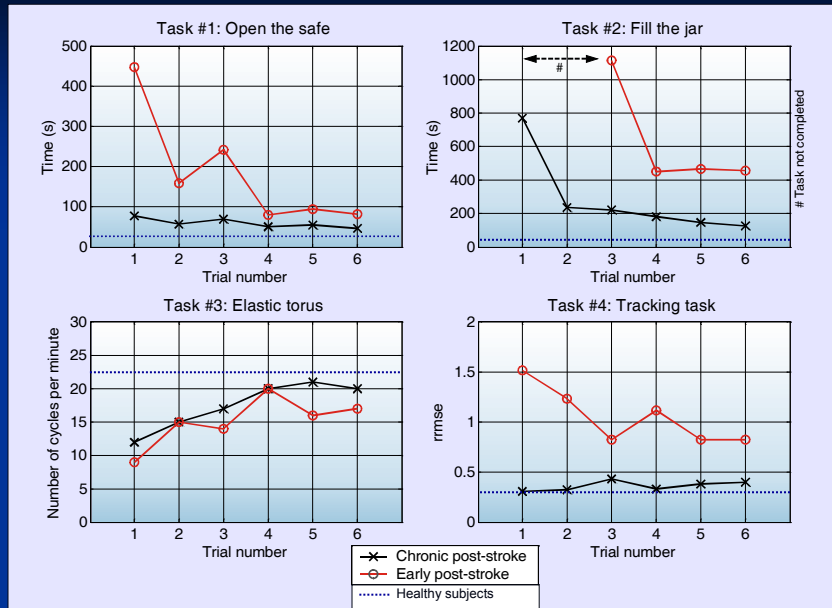 Task #1: Open the safe
500
400
300
200
100
0
Time (s)
1 2 3 4 5 6
Trial number
Task #2: Fill the jar
1200
1000
800
600
400
200
0
Time (s)
#
# Task not completed
1 2 3 4 5 6
Trial number
Task #3: Elastic torus
30
25
20
15
10
5
0
Number of cycles per minute
1 2 3 4 5 6
Trial number
Task #4: Tracking task
2
1.5
1
0.5
0
rrmse
1 2 3 4 5 6
Trial number
Chronic post-stroke
Early post-stroke
Healthy subjects